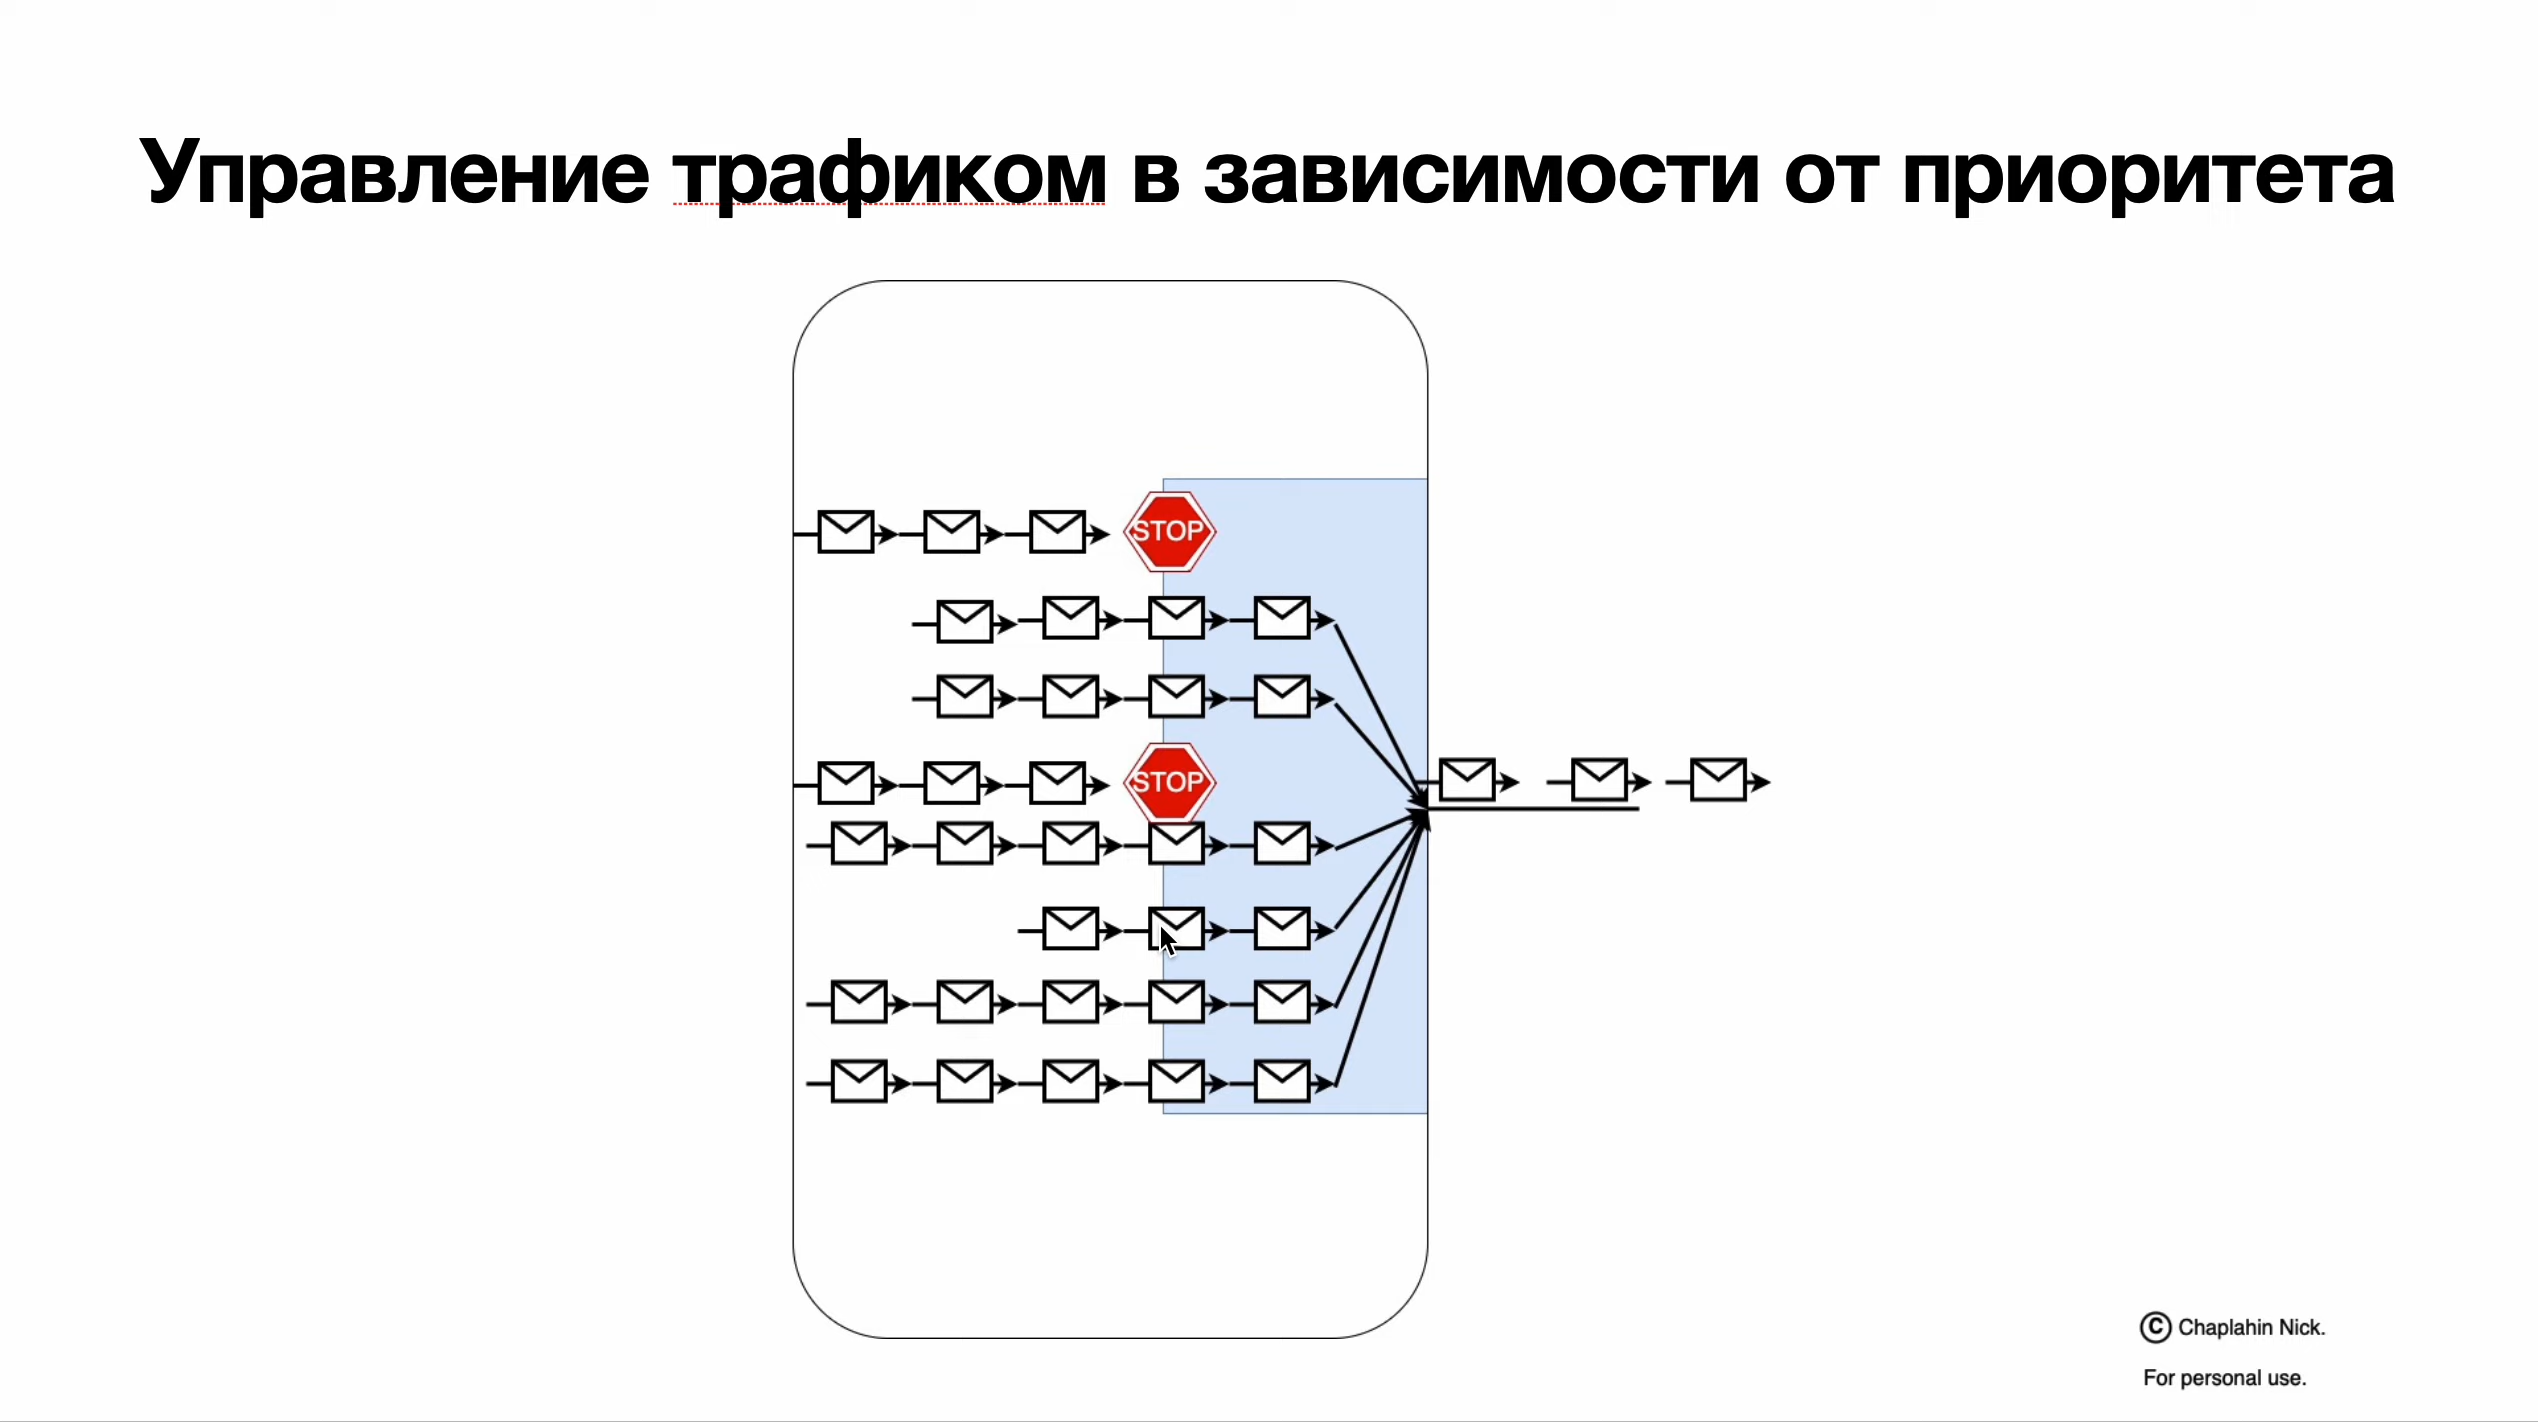 Управление трафиком в зависимости от приоритета
STOP
STOP
© Chaplahin Nick.
For personal use.